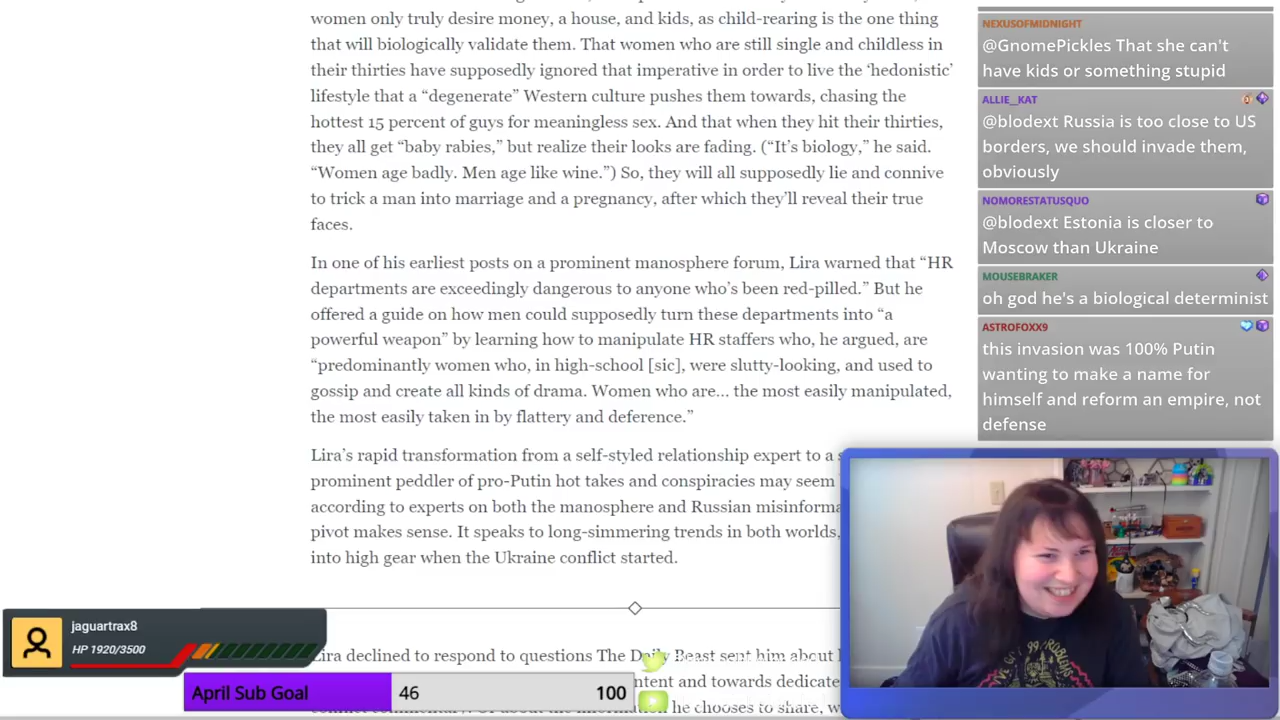 women only truly desire money, a house, and kids, as child-rearing is the one thing
that will biologically validate them. That women who are still single and childless in
their thirties have supposedly ignored that imperative in order to live the ‘hedonistic’
lifestyle that a “degenerate” Western culture pushes them towards, chasing the
hottest 15 percent of guys for meaningless sex. And that when they hit their thirties,
they all get “baby rabies,” but realize their looks are fading. (“It’s biology,” he said.
“Women age badly. Men age like wine.”) So, they will all supposedly lie and connive
to trick a man into marriage and a pregnancy, after which they’ll reveal their true
faces.
In one of his earliest posts on a prominent manosphere forum, Lira warned that “HR
departments are exceedingly dangerous to anyone who’s been red-pilled.” But he
offered a guide on how men could supposedly turn these departments into “a
powerful weapon” by learning how to manipulate HR staffers who, he argued, are
“predominantly women who, in high-school [sic], were slutty-looking, and used to
gossip and create all kinds of drama. Women who are… the most easily manipulated,
the most easily taken in by flattery and deference.”
Lira’s rapid transformation from a self-styled relationship expert to a
prominent peddler of pro-Putin hot takes and conspiracies may seem
according to experts on both the manosphere and Russian
pivot makes sense. It speaks to long-simmering trends in both worlds,
into high gear when the Ukraine conflict started.
Lira declined to respond to questions The Daily Beast sent him about
and towards
he chooses to share,
NEXUSOFMIDNIGHT
@GnomePickles That she can't
have kids or something stupid
ALLIE__KAT
@blodext Russia is too close to US
borders, we should invade them,
obviously
NOMORESTATUSQUO
@blodext Estonia is closer to
Moscow than Ukraine
MOUSEBRAKER
oh god he's a biological determinist
ASTROFOXX9
this invasion was 100% Putin
wanting to make a name for
himself and reform an empire, not
defense
jaguartrax8
HP 1920/3500
April Sub Goal 46 100